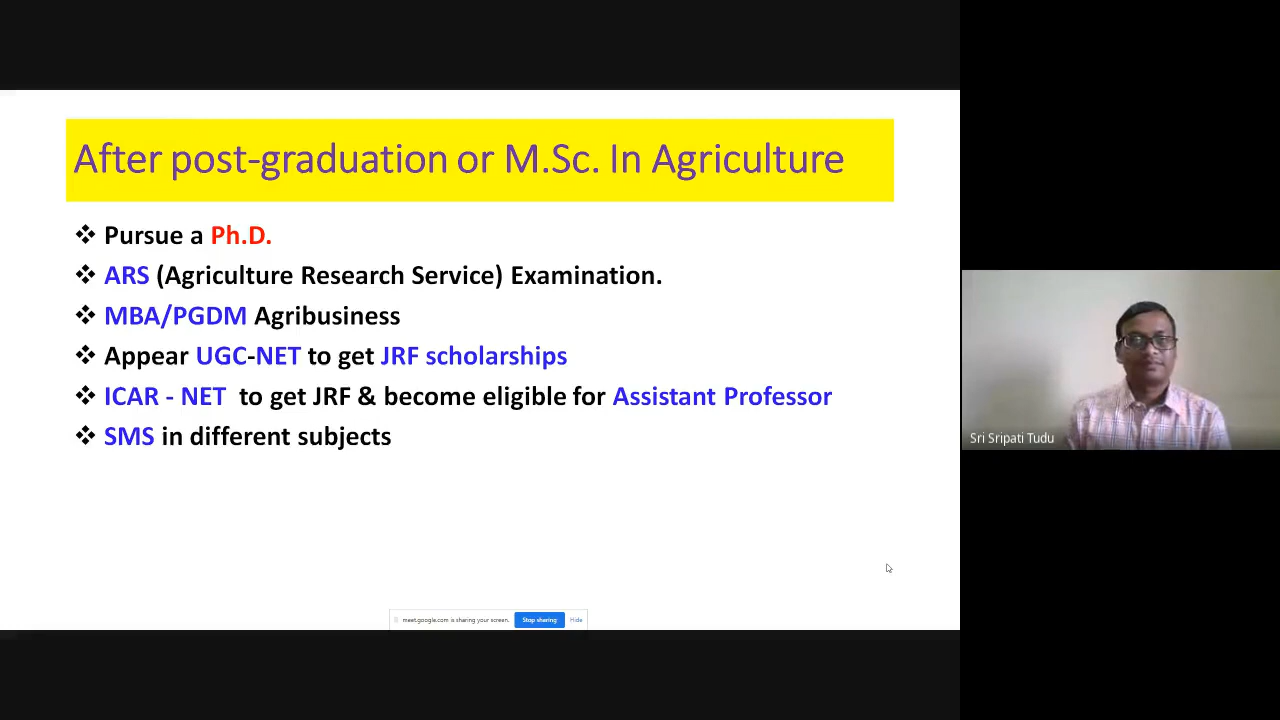 After post-graduation or M.Sc. In Agriculture
❖ Pursue a Ph.D.
❖ ARS (Agriculture Research Service) Examination.
❖ MBA/PGDM Agribusiness
❖ Appear UGC-NET to get JRF scholarships
❖ ICAR - NET to get JRF & become eligible for Assistant Professor
❖ SMS in different subjects
Sri Sripati Tudu
meet.google.com is sharing your screen. Stop sharing Hide